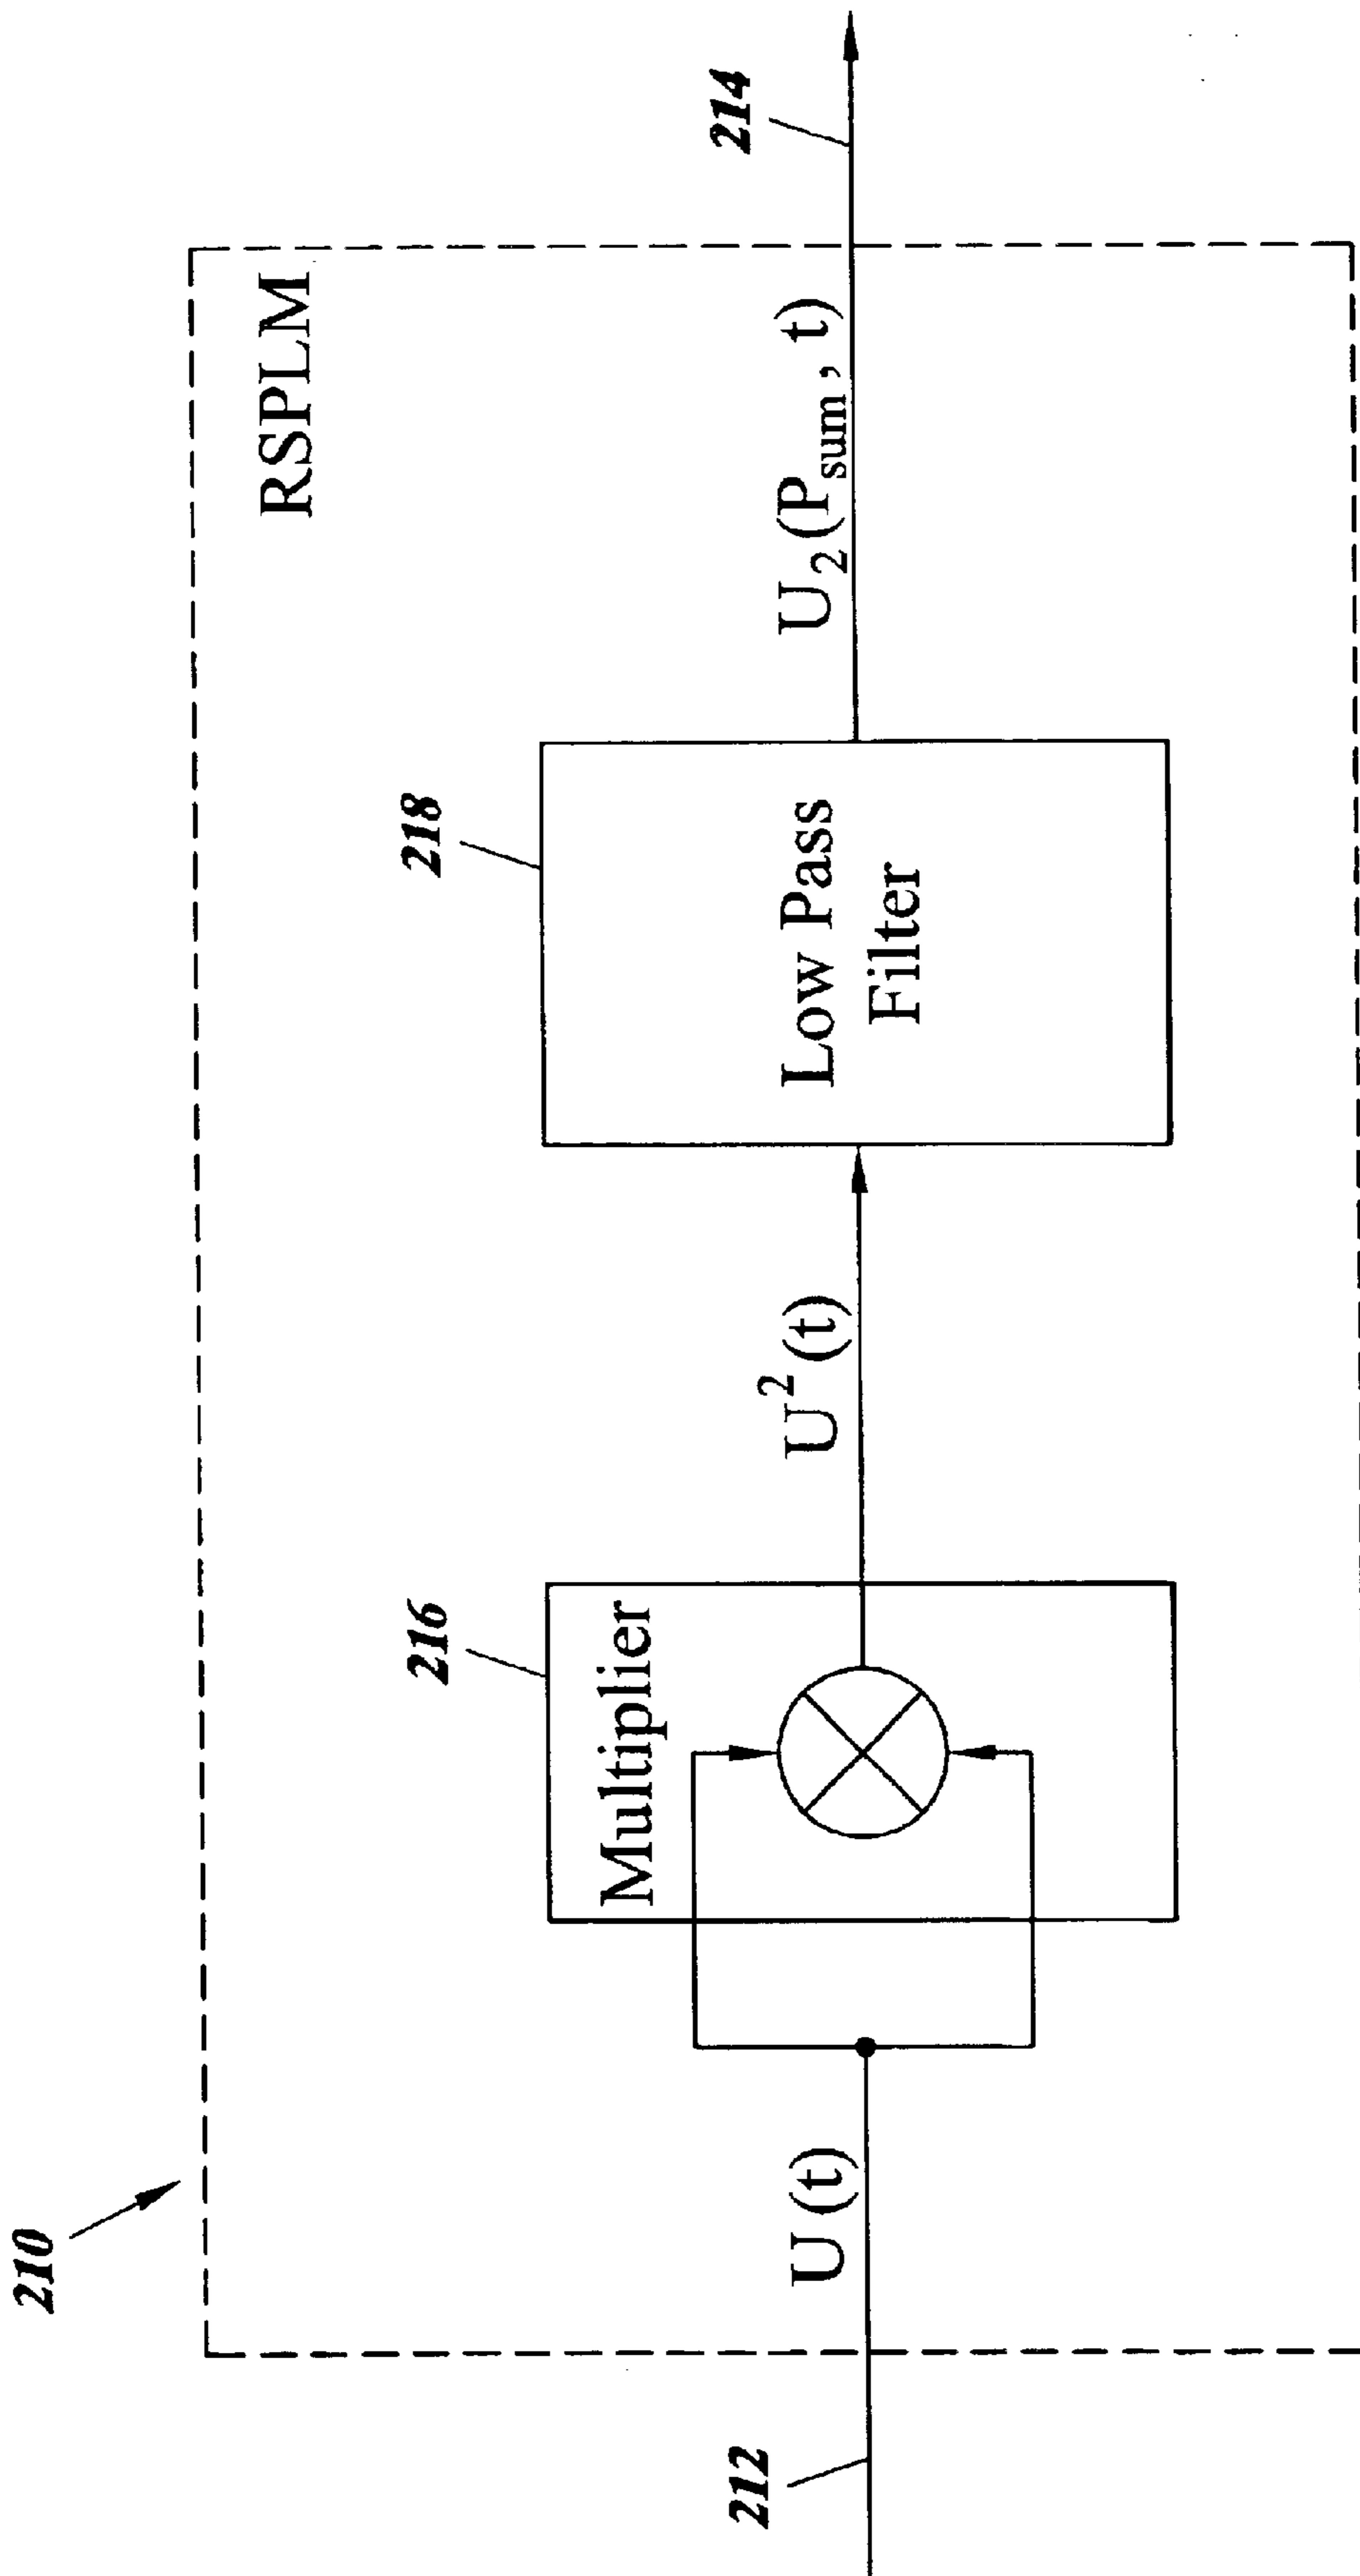 210
RSPLM
212
U(t)
216
Multiplier
U²(t)
218
Low Pass
Filter
U₂(Psum, t)
214